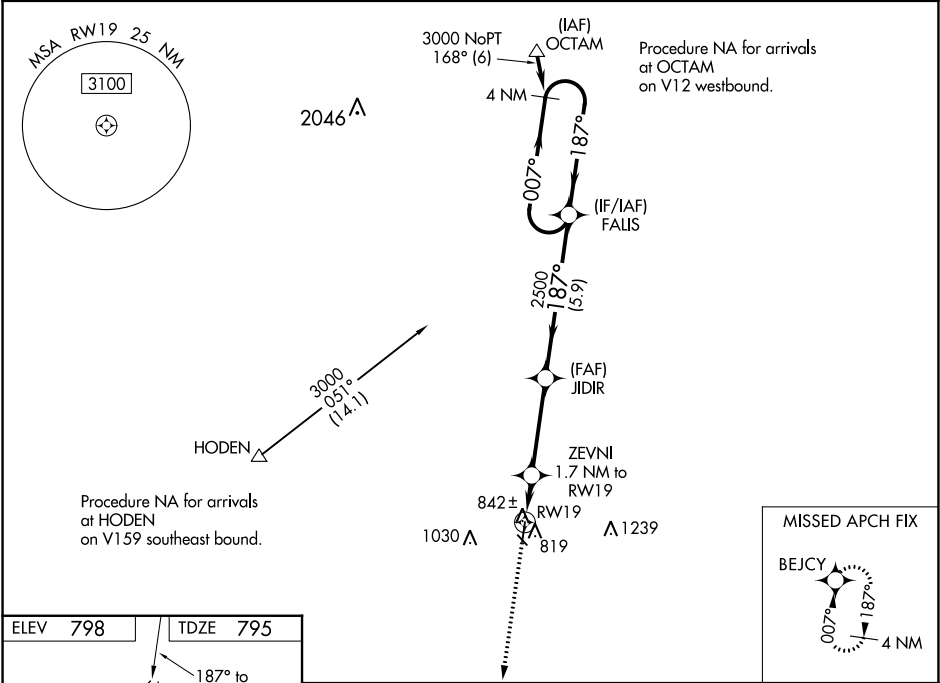 MSA RW19 25 NM
3100
2046
3000 NoPT
168° (6)
(IAF)
OCTAM
Procedure NA for arrivals
at OCTAM
on V12 westbound.
4 NM
007°
187°
(IF/IAF)
FALIS
2500
187°
(5.9)
3000
051°
(14.1)
HODEN
(FAF)
JIDIR
ZEVNI
1.7 NM to
RW19
842±
RW19
1030
819
1239
Procedure NA for arrivals
at HODEN
on V159 southeast bound.
MISSED APCH FIX
BEJCY
007°
187°
4 NM
ELEV 798
TDZE 795
187° to